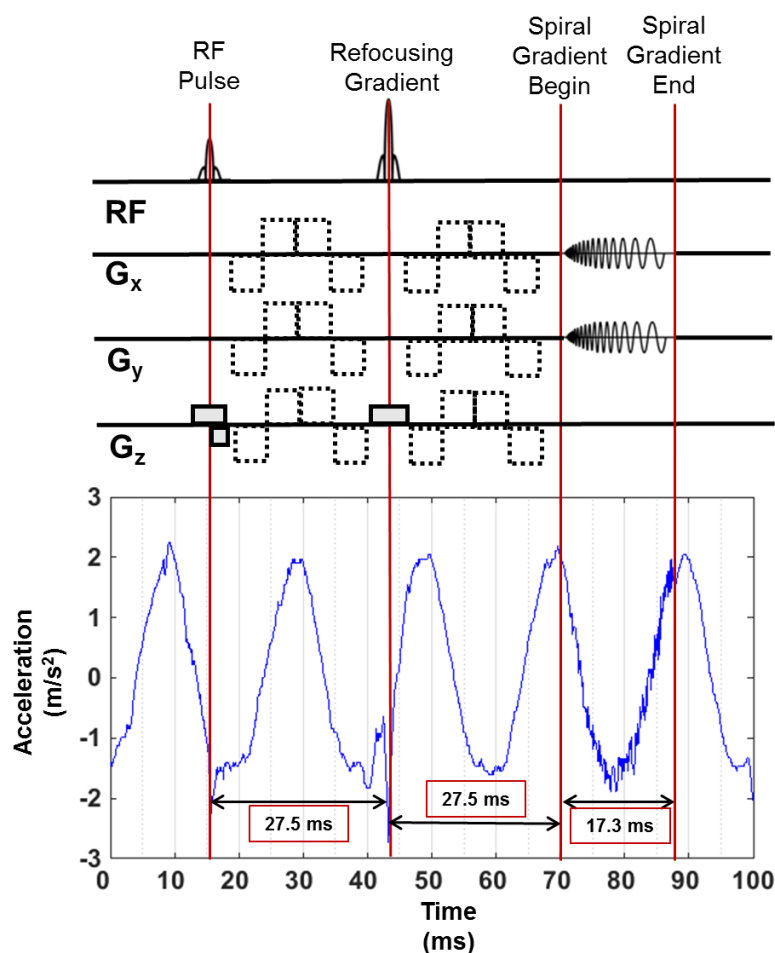 RF
Pulse
Refocusing
Gradient
Spiral
Gradient
Begin
Spiral
Gradient
End
RF
Gx
Gy
Gz
3
2
1
0
-1
-2
-3
Acceleration
(m/s²)
27.5 ms
27.5 ms
17.3 ms
0 10 20 30 40 50 60 70 80 90 100
Time
(ms)